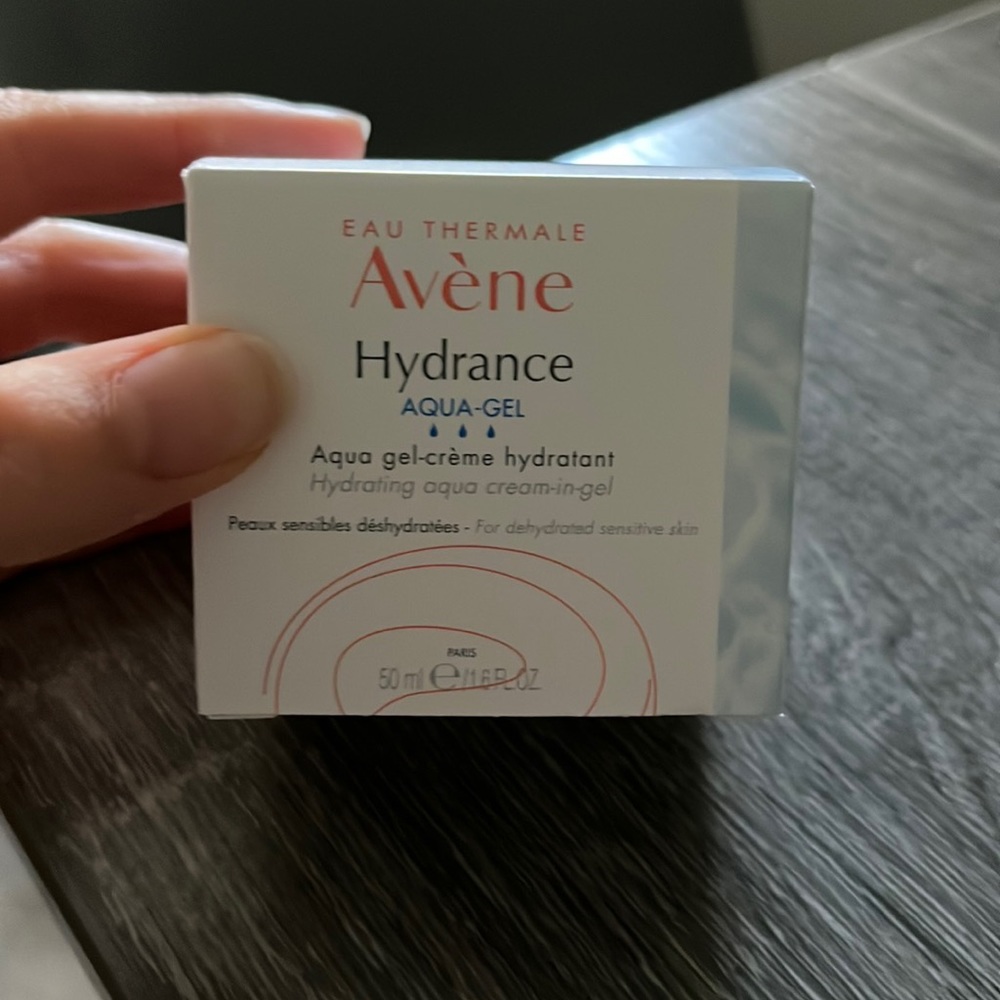 EAU THERMALE
Avène
Hydrance
AQUA-GEL
Aqua gel-crème hydratant
Hydrating aqua cream-in-gel
Peaux sensibles déshydratées - For dehydrated sensitive skin
PARIS
50 ml ℮/1.6 FL.OZ